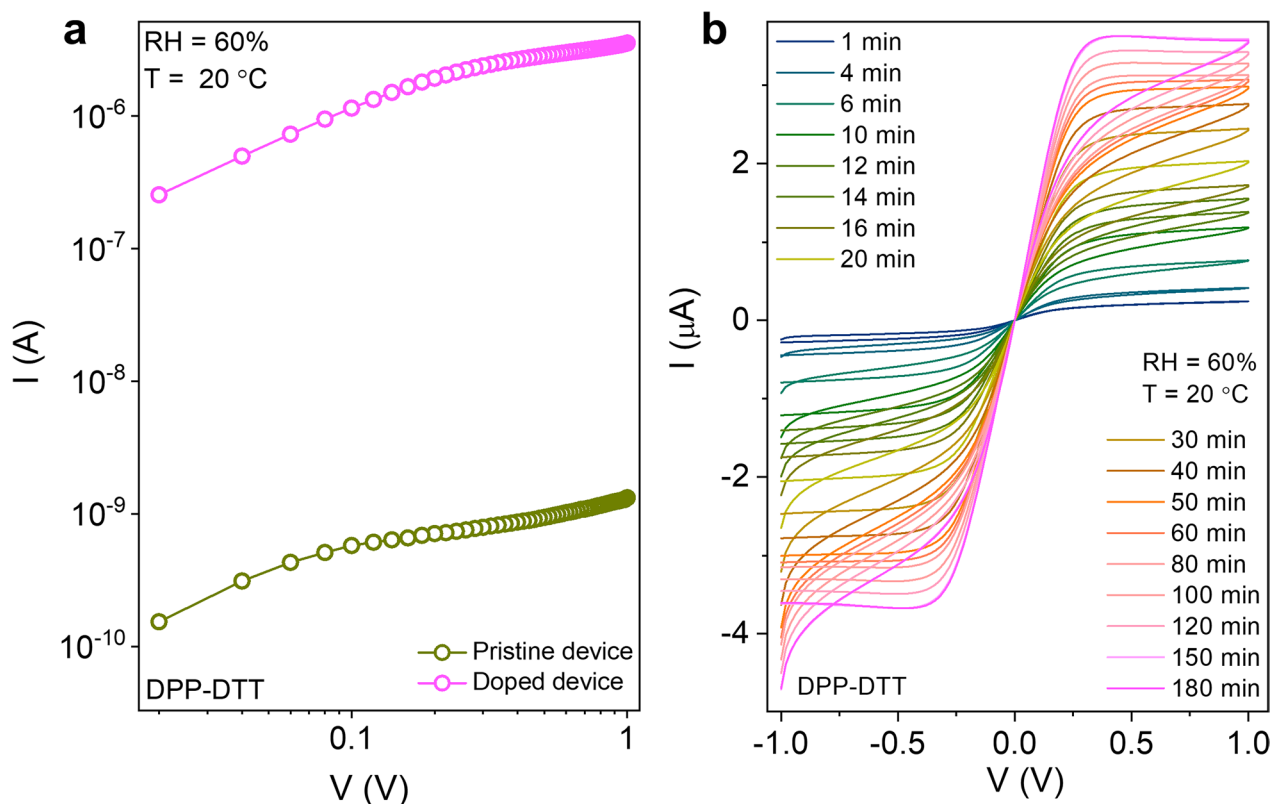 a
RH = 60%
T = 20 °C
I (A)
10⁻⁶
10⁻⁷
10⁻⁸
10⁻⁹
10⁻¹⁰
Pristine device
Doped device
DPP-DTT
0.1
1
V (V)
b
1 min
4 min
6 min
10 min
12 min
14 min
16 min
20 min
I (μA)
2
0
-2
-4
RH = 60%
T = 20 °C
30 min
40 min
50 min
60 min
80 min
100 min
120 min
150 min
180 min
DPP-DTT
-1.0
-0.5
0.0
0.5
1.0
V (V)